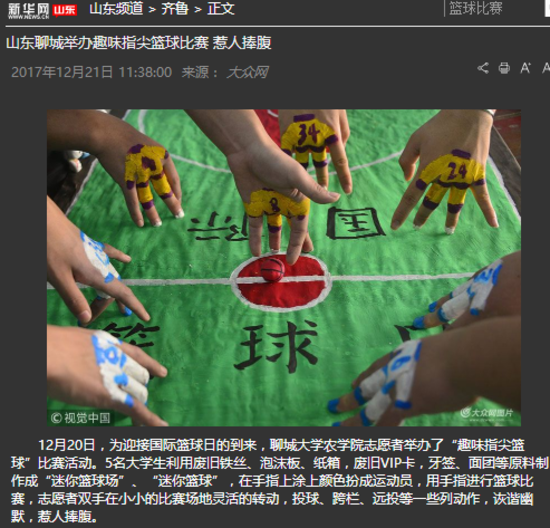 新华网 山东 山东频道 > 齐鲁 > 正文 篮球比赛
WWW.NEWS.CN
山东聊城举办趣味指尖篮球比赛 惹人捧腹
2017年12月21日 11:38:00 来源： 大众网
34
24
8
国
球
©视觉中国
大众网图片
12月20日，为迎接国际篮球日的到来，聊城大学农学院志愿者举办了“趣味指尖篮
球”比赛活动。5名大学生利用废旧铁丝、泡沫板、纸箱，废旧VIP卡，牙签、面团等原料制
作成“迷你篮球场”、“迷你篮球”，在手指上涂上颜色扮成运动员，用手指进行篮球比
赛，志愿者双手在小小的比赛场地灵活的转动，投球、跨栏、远投等一些列动作，诙谐幽
默，惹人捧腹。